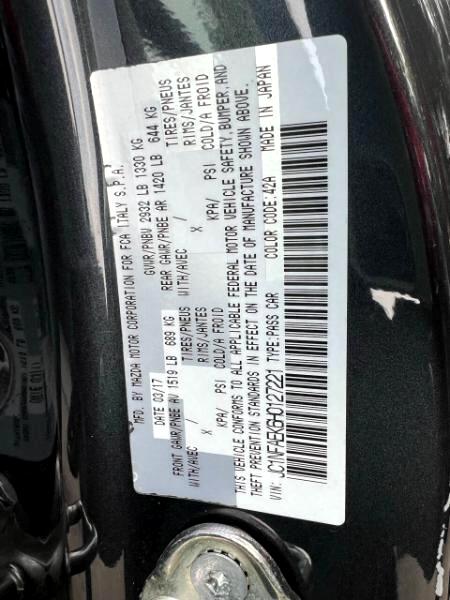 MFD. BY MAZDA MOTOR CORPORATION FOR FCA ITALY S.P.A.
DATE 03/17 GVWR/PNBV 2932 LB 1330 KG
FRONT GAWR/PNBE AV 1519 LB 689 KG REAR GAWR/PNBE AR 1420 LB 644 KG
WITH/AVEC / TIRES/PNEUS WITH/AVEC / TIRES/PNEUS
X RIMS/JANTES X RIMS/JANTES
KPA/ PSI COLD/A FROID KPA/ PSI COLD/A FROID
THIS VEHICLE CONFORMS TO ALL APPLICABLE FEDERAL MOTOR VEHICLE SAFETY, BUMPER, AND
THEFT PREVENTION STANDARDS IN EFFECT ON THE DATE OF MANUFACTURE SHOWN ABOVE.
VIN: JC1NFAEK6H0127221 TYPE:PASS CAR COLOR CODE:42A MADE IN JAPAN